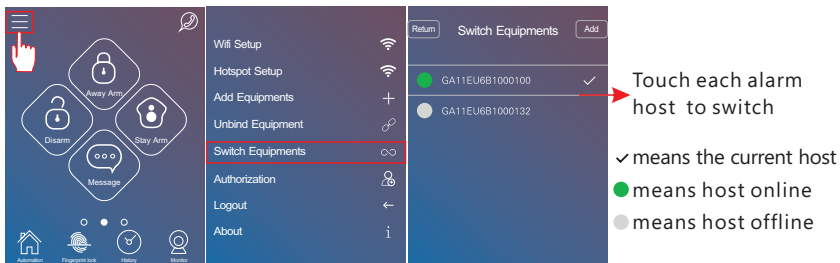 Away Arm
Disarm
Stay Arm
Message
Automation
Fingerprint lock
History
Monitor
Wifi Setup
Hotspot Setup
Add Equipments
Unbind Equipment
Switch Equipments
Authorization
Logout
About
Return
Switch Equipments
Add
GA11EU6B1000100
GA11EU6B1000132
Touch each alarm
host to switch
means the current host
means host online
means host offline